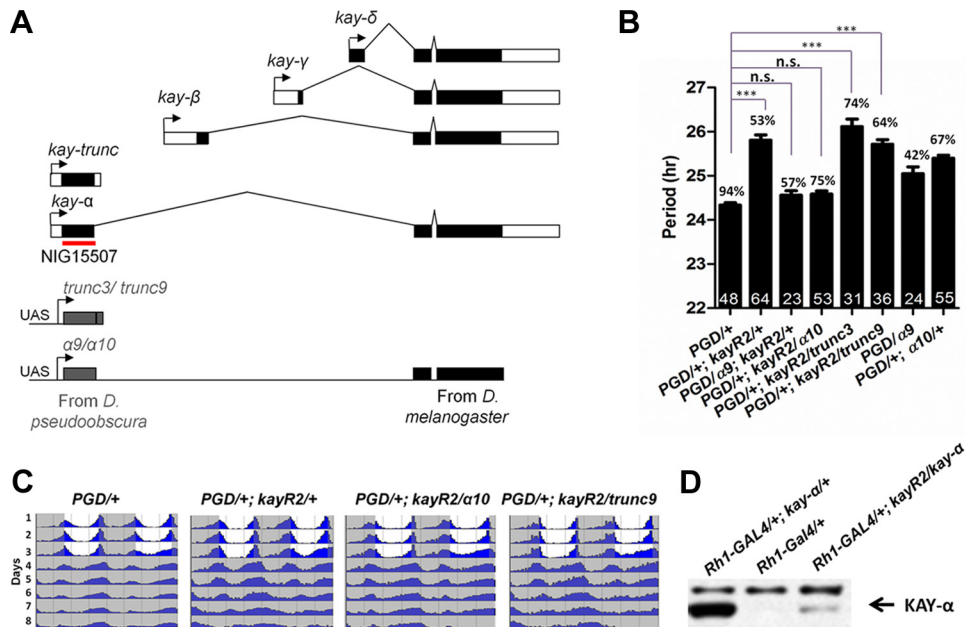 A
kay-δ
kay-γ
kay-β
kay-trunc
kay-α
NIG15507
trunc3/ trunc9
UAS
α9/α10
UAS
From D.
pseudoobscura
From D.
melanogaster
B
***
***
n.s.
n.s.
***
Period (hr)
27
26
25
24
23
22
94%
53%
57%
75%
74%
64%
42%
67%
48
64
23
53
31
36
24
55
PGD/+
PGD/+; kayR2/+
PGD/α9; kayR2/+
PGD/+; kayR2/α10
PGD/+; kayR2/trunc3
PGD/+; kayR2/trunc9
PGD/α9
PGD/+; α10/+
C
PGD/+
PGD/+; kayR2/+
PGD/+; kayR2/α10
PGD/+; kayR2/trunc9
Days
1
2
3
4
5
6
7
8
D
Rh1-GAL4/+; kay-α/+
Rh1-Gal4/+
Rh1-GAL4/+; kayR2/kay-α
KAY-α